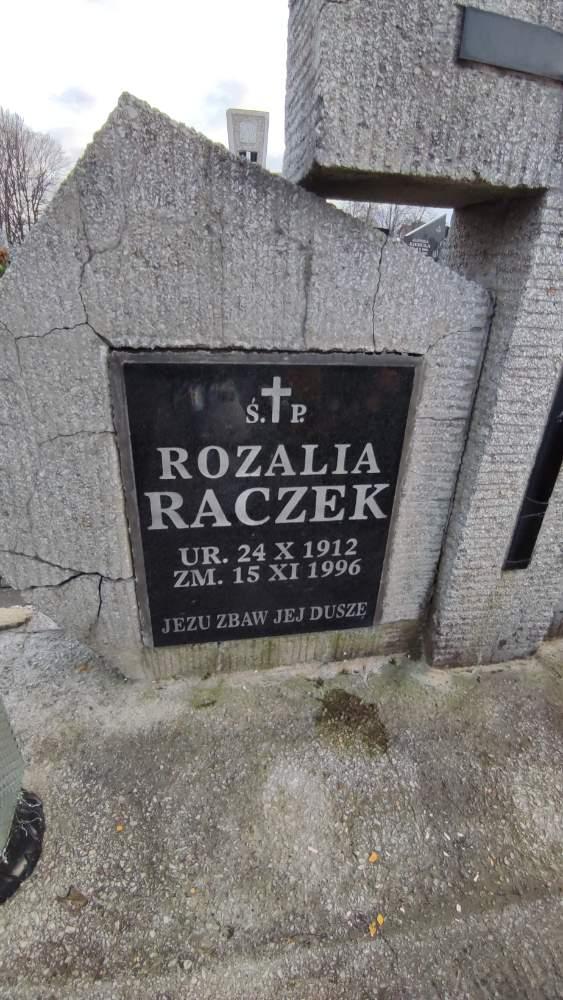 Ś. P.
ROZALIA
RACZEK
UR. 24 X 1912
ZM. 15 XI 1996
JEZU ZBAW JEJ DUSZE